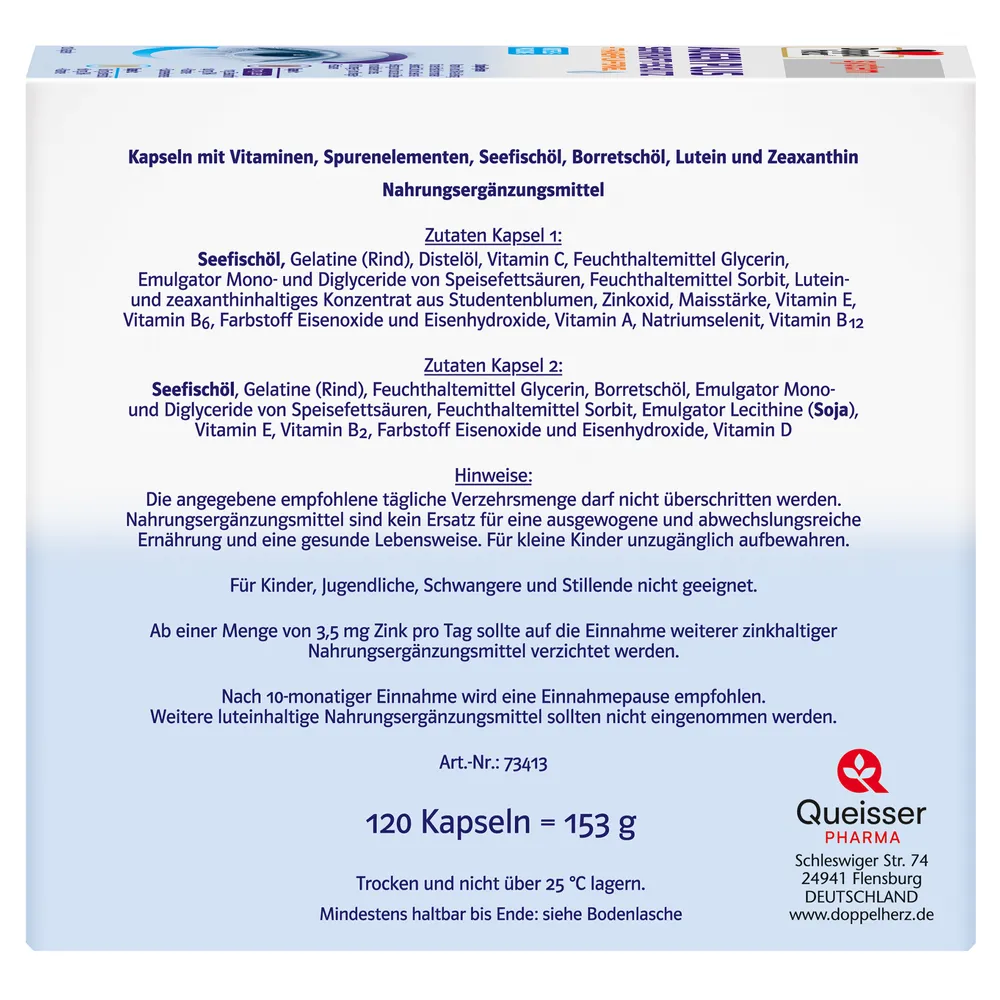 Kapseln mit Vitaminen, Spurenelementen, Seefischöl, Borretschöl, Lutein und Zeaxanthin
Nahrungsergänzungsmittel
Zutaten Kapsel 1:
Seefischöl, Gelatine (Rind), Distelöl, Vitamin C, Feuchthaltemittel Glycerin,
Emulgator Mono- und Diglyceride von Speisefettsäuren, Feuchthaltemittel Sorbit, Lutein-
und zeaxanthinhaltiges Konzentrat aus Studentenblumen, Zinkoxid, Maisstärke, Vitamin E,
Vitamin B6, Farbstoff Eisenoxide und Eisenhydroxide, Vitamin A, Natriumselenit, Vitamin B12
Zutaten Kapsel 2:
Seefischöl, Gelatine (Rind), Feuchthaltemittel Glycerin, Borretschöl, Emulgator Mono-
und Diglyceride von Speisefettsäuren, Feuchthaltemittel Sorbit, Emulgator Lecithine (Soja),
Vitamin E, Vitamin B2, Farbstoff Eisenoxide und Eisenhydroxide, Vitamin D
Hinweise:
Die angegebene empfohlene tägliche Verzehrsmenge darf nicht überschritten werden.
Nahrungsergänzungsmittel sind kein Ersatz für eine ausgewogene und abwechslungsreiche
Ernährung und eine gesunde Lebensweise. Für kleine Kinder unzugänglich aufbewahren.
Für Kinder, Jugendliche, Schwangere und Stillende nicht geeignet.
Ab einer Menge von 3,5 mg Zink pro Tag sollte auf die Einnahme weiterer zinkhaltiger
Nahrungsergänzungsmittel verzichtet werden.
Nach 10-monatiger Einnahme wird eine Einnahmepause empfohlen.
Weitere luteinhaltige Nahrungsergänzungsmittel sollten nicht eingenommen werden.
Art.-Nr.: 73413
120 Kapseln = 153 g
Trocken und nicht über 25 °C lagern.
Mindestens haltbar bis Ende: siehe Bodenlasche
Queisser
PHARMA
Schleswiger Str. 74
24941 Flensburg
DEUTSCHLAND
www.doppelherz.de